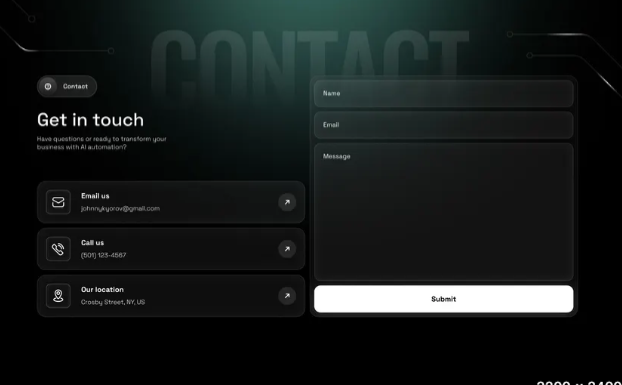 CONTACT
Contact
Get in touch
Have questions or ready to transform your
business with AI automation?
Email us
johnnykyorov@gmail.com
Call us
(501) 123-4567
Our location
Crosby Street, NY, US
Name
Email
Message
Submit